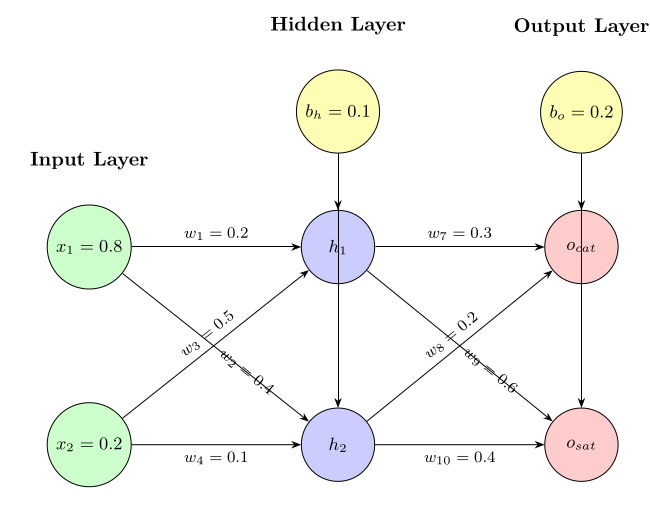 Hidden Layer
Output Layer
b_h = 0.1
b_o = 0.2
Input Layer
x_1 = 0.8
w_1 = 0.2
h_1
w_7 = 0.3
o_cat
w_3 = 0.5
w_2 = 0.4
w_8 = 0.2
w_9 = 0.6
x_2 = 0.2
w_4 = 0.1
h_2
w_10 = 0.4
o_sat